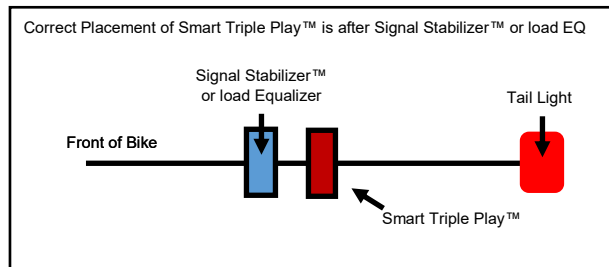 Correct Placement of Smart Triple Play™ is after Signal Stabilizer™ or load EQ
Signal Stabilizer™
or load Equalizer
Tail Light
Front of Bike
Smart Triple Play™